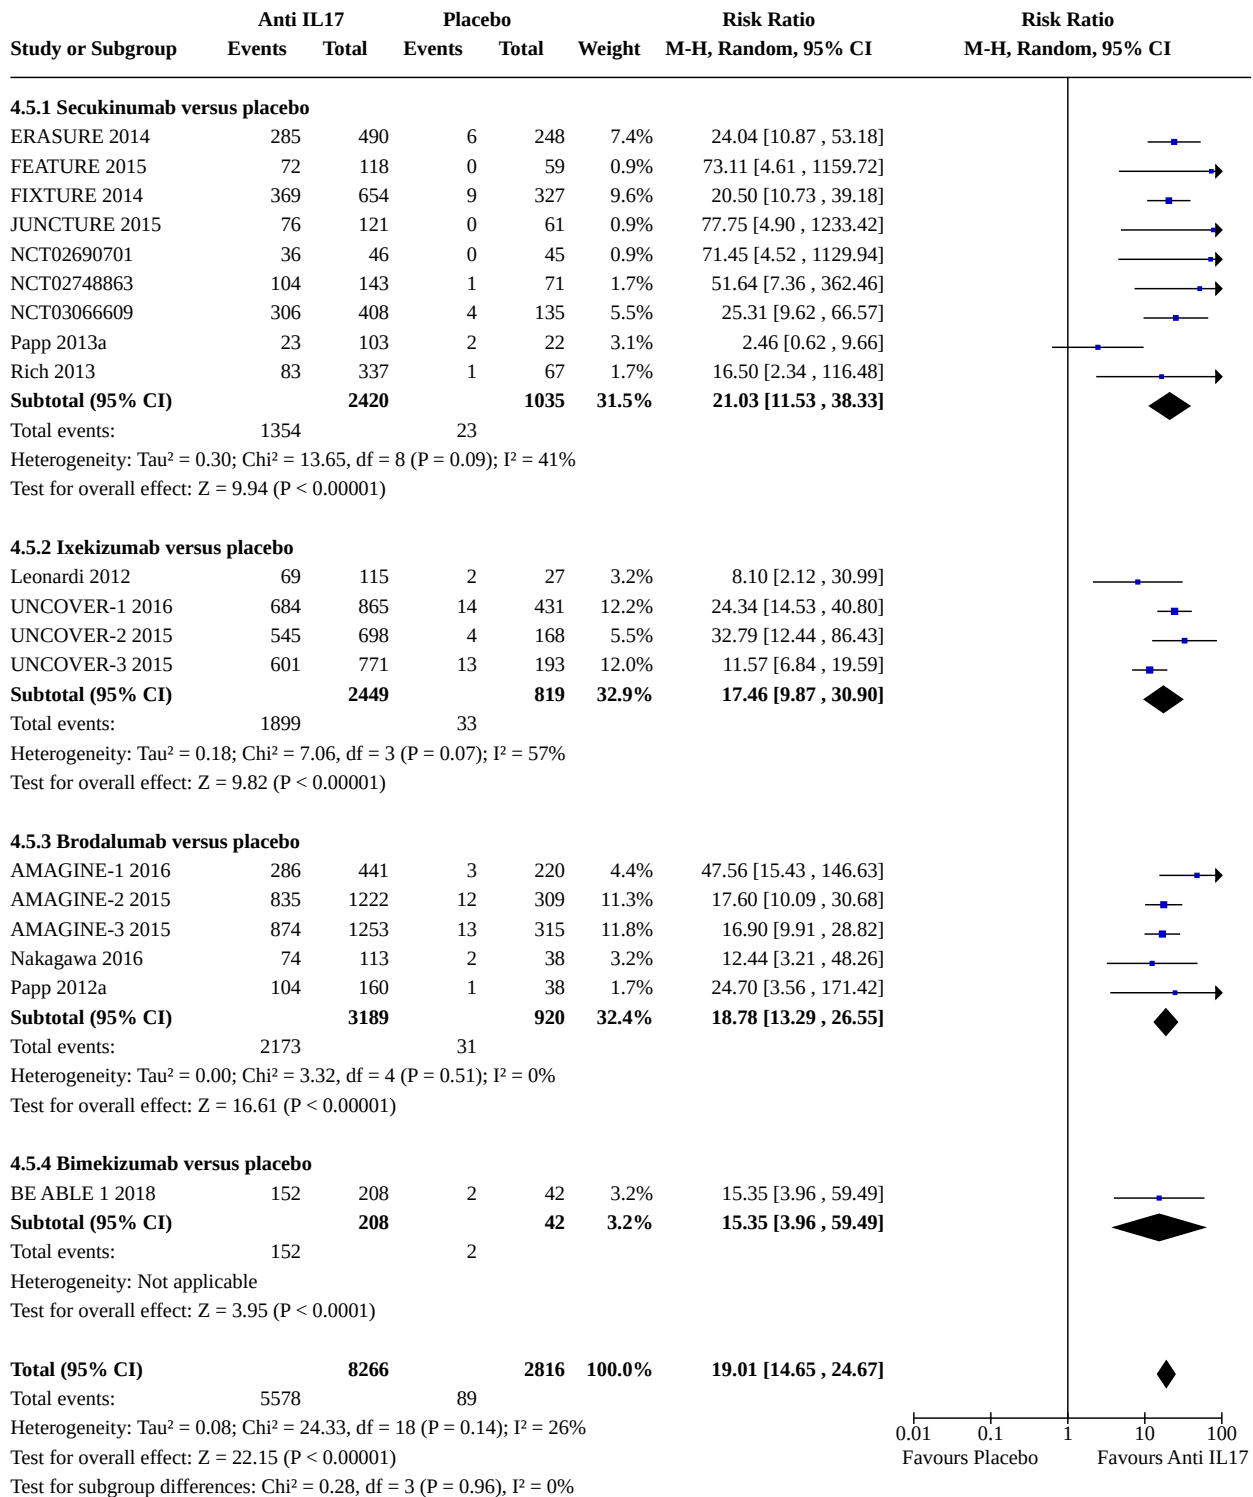 Anti IL17 Placebo Risk Ratio Risk Ratio
Study or Subgroup Events Total Events Total Weight M-H, Random, 95% CI M-H, Random, 95% CI
4.5.1 Secukinumab versus placebo
ERASURE 2014 285 490 6 248 7.4% 24.04 [10.87 , 53.18]
FEATURE 2015 72 118 0 59 0.9% 73.11 [4.61 , 1159.72]
FIXTURE 2014 369 654 9 327 9.6% 20.50 [10.73 , 39.18]
JUNCTURE 2015 76 121 0 61 0.9% 77.75 [4.90 , 1233.42]
NCT02690701 36 46 0 45 0.9% 71.45 [4.52 , 1129.94]
NCT02748863 104 143 1 71 1.7% 51.64 [7.36 , 362.46]
NCT03066609 306 408 4 135 5.5% 25.31 [9.62 , 66.57]
Papp 2013a 23 103 2 22 3.1% 2.46 [0.62 , 9.66]
Rich 2013 83 337 1 67 1.7% 16.50 [2.34 , 116.48]
Subtotal (95% CI) 2420 1035 31.5% 21.03 [11.53 , 38.33]
Total events: 1354 23
Heterogeneity: Tau² = 0.30; Chi² = 13.65, df = 8 (P = 0.09); I² = 41%
Test for overall effect: Z = 9.94 (P < 0.00001)
4.5.2 Ixekizumab versus placebo
Leonardi 2012 69 115 2 27 3.2% 8.10 [2.12 , 30.99]
UNCOVER-1 2016 684 865 14 431 12.2% 24.34 [14.53 , 40.80]
UNCOVER-2 2015 545 698 4 168 5.5% 32.79 [12.44 , 86.43]
UNCOVER-3 2015 601 771 13 193 12.0% 11.57 [6.84 , 19.59]
Subtotal (95% CI) 2449 819 32.9% 17.46 [9.87 , 30.90]
Total events: 1899 33
Heterogeneity: Tau² = 0.18; Chi² = 7.06, df = 3 (P = 0.07); I² = 57%
Test for overall effect: Z = 9.82 (P < 0.00001)
4.5.3 Brodalumab versus placebo
AMAGINE-1 2016 286 441 3 220 4.4% 47.56 [15.43 , 146.63]
AMAGINE-2 2015 835 1222 12 309 11.3% 17.60 [10.09 , 30.68]
AMAGINE-3 2015 874 1253 13 315 11.8% 16.90 [9.91 , 28.82]
Nakagawa 2016 74 113 2 38 3.2% 12.44 [3.21 , 48.26]
Papp 2012a 104 160 1 38 1.7% 24.70 [3.56 , 171.42]
Subtotal (95% CI) 3189 920 32.4% 18.78 [13.29 , 26.55]
Total events: 2173 31
Heterogeneity: Tau² = 0.00; Chi² = 3.32, df = 4 (P = 0.51); I² = 0%
Test for overall effect: Z = 16.61 (P < 0.00001)
4.5.4 Bimekizumab versus placebo
BE ABLE 1 2018 152 208 2 42 3.2% 15.35 [3.96 , 59.49]
Subtotal (95% CI) 208 42 3.2% 15.35 [3.96 , 59.49]
Total events: 152 2
Heterogeneity: Not applicable
Test for overall effect: Z = 3.95 (P < 0.0001)
Total (95% CI) 8266 2816 100.0% 19.01 [14.65 , 24.67]
Total events: 5578 89
Heterogeneity: Tau² = 0.08; Chi² = 24.33, df = 18 (P = 0.14); I² = 26%
0.01 0.1 1 10 100
Test for overall effect: Z = 22.15 (P < 0.00001) Favours Placebo Favours Anti IL17
Test for subgroup differences: Chi² = 0.28, df = 3 (P = 0.96), I² = 0%